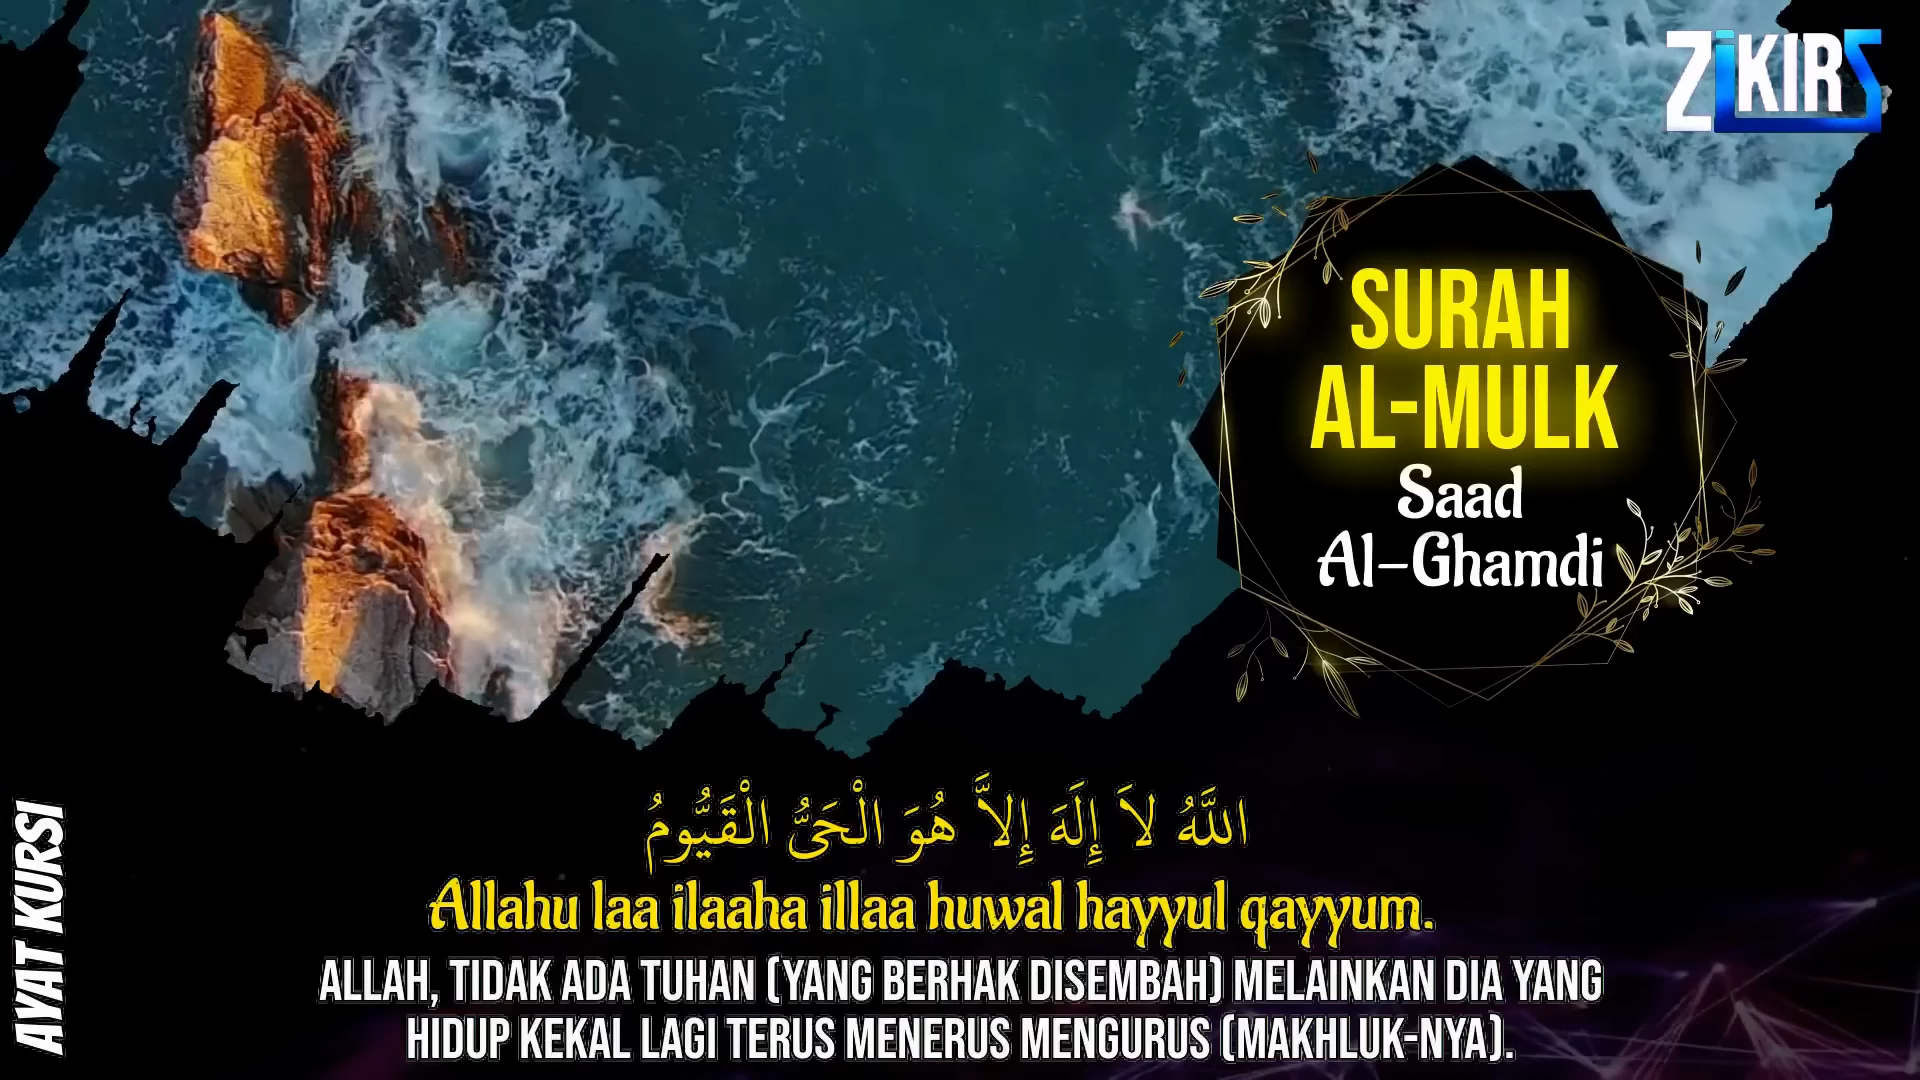 ZiKIRS
SURAH
AL-MULK
Saad
Al-Ghamdi
AYAT KURSI
اللَّهُ لاَ إِلَهَ إِلاَّ هُوَ الْحَىُّ الْقَيُّومُ
Allahu laa ilaaha illaa huwal hayyul qayyum.
ALLAH, TIDAK ADA TUHAN (YANG BERHAK DISEMBAH) MELAINKAN DIA YANG
HIDUP KEKAL LAGI TERUS MENERUS MENGURUS (MAKHLUK-NYA).